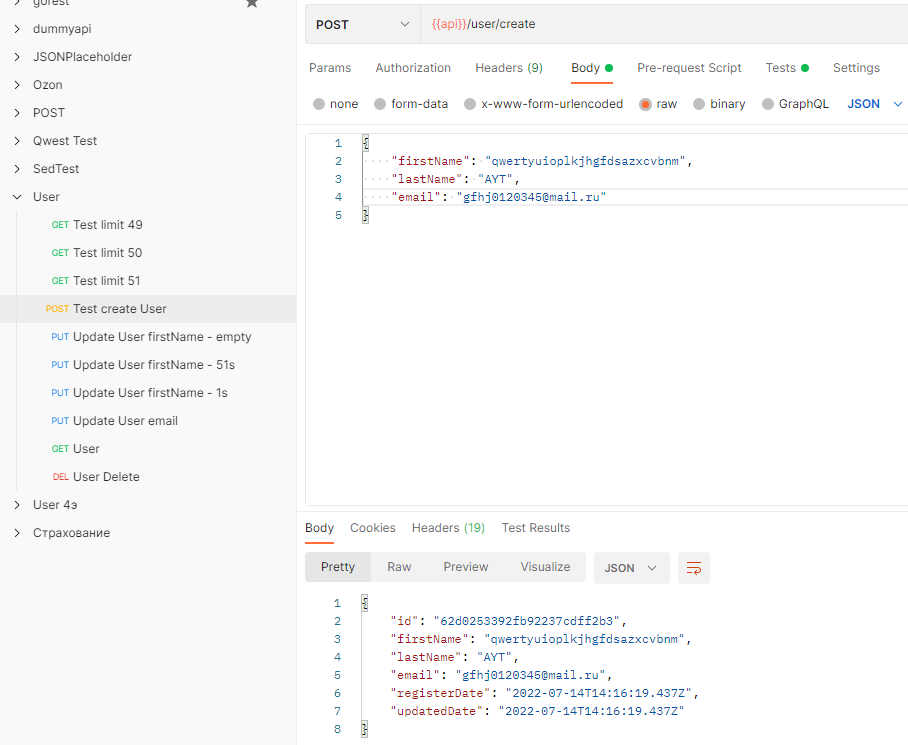 gorest
dummyapi
JSONPlaceholder
Ozon
POST
Qwest Test
SedTest
User
GET Test limit 49
GET Test limit 50
GET Test limit 51
POST Test create User
PUT Update User firstName - empty
PUT Update User firstName - 51s
PUT Update User firstName - 1s
PUT Update User email
GET User
DEL User Delete
User 4э
Страхование
POST {{api}}/user/create
Params Authorization Headers (9) Body Pre-request Script Tests Settings
none form-data x-www-form-urlencoded raw binary GraphQL JSON
1 {
2 "firstName": "qwertyuioplkjhgfdsazxcvbnm",
3 "lastName": "AYT",
4 "email": "gfhj0120345@mail.ru"
5 }
Body Cookies Headers (19) Test Results
Pretty Raw Preview Visualize JSON
1 {
2 "id": "62d0253392fb92237cdff2b3",
3 "firstName": "qwertyuioplkjhgfdsazxcvbnm",
4 "lastName": "AYT",
5 "email": "gfhj0120345@mail.ru",
6 "registerDate": "2022-07-14T14:16:19.437Z",
7 "updatedDate": "2022-07-14T14:16:19.437Z"
8 }